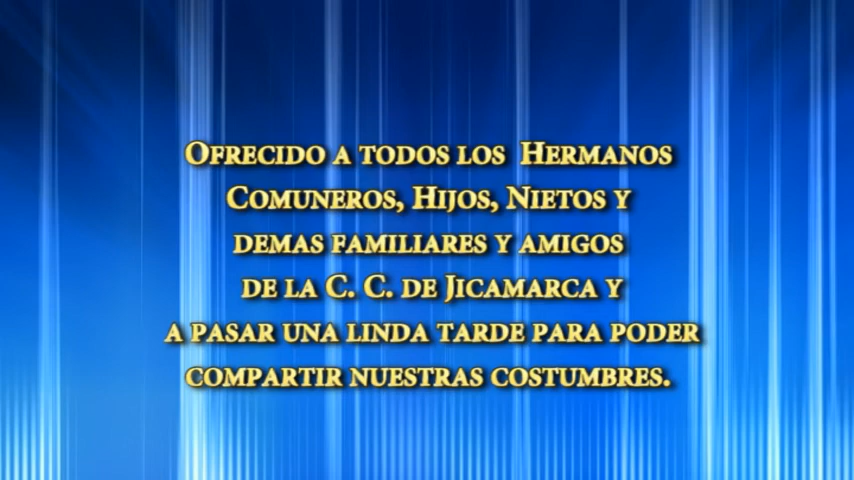 Ofrecido a todos los Hermanos
Comuneros, Hijos, Nietos y
demas familiares y amigos
de la C. C. de Jicamarca y
a pasar una linda tarde para poder
compartir nuestras costumbres.